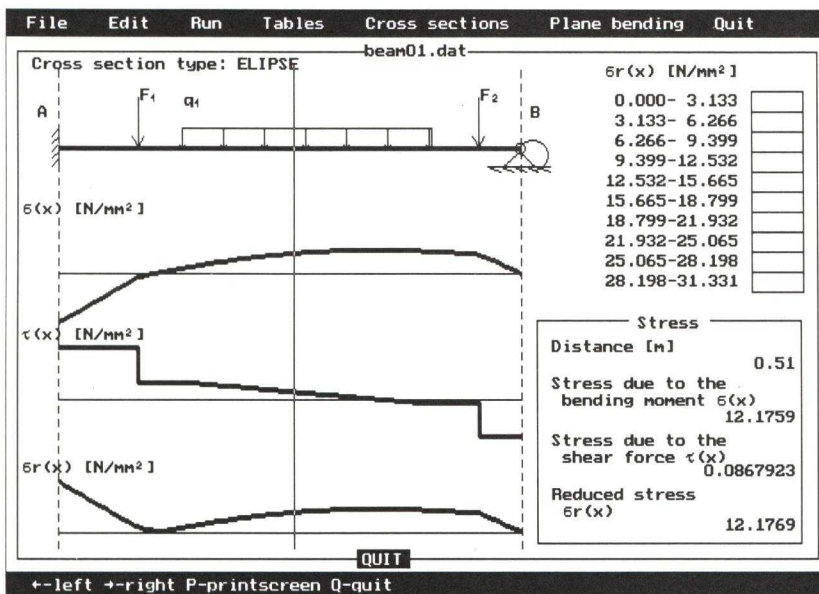 File Edit Run Tables Cross sections Plane bending Quit
beam01.dat
Cross section type: ELIPSE
A F₁ q₁ F₂ B
σ(x) [N/mm²]
τ(x) [N/mm²]
σr(x) [N/mm²]
σr(x) [N/mm²]
0.000- 3.133
3.133- 6.266
6.266- 9.399
9.399-12.532
12.532-15.665
15.665-18.799
18.799-21.932
21.932-25.065
25.065-28.198
28.198-31.331
Stress
Distance [m]
0.51
Stress due to the
bending moment σ(x)
12.1759
Stress due to the
shear force τ(x)
0.0867923
Reduced stress
σr(x)
12.1769
QUIT
←-left →-right P-printscreen Q-quit